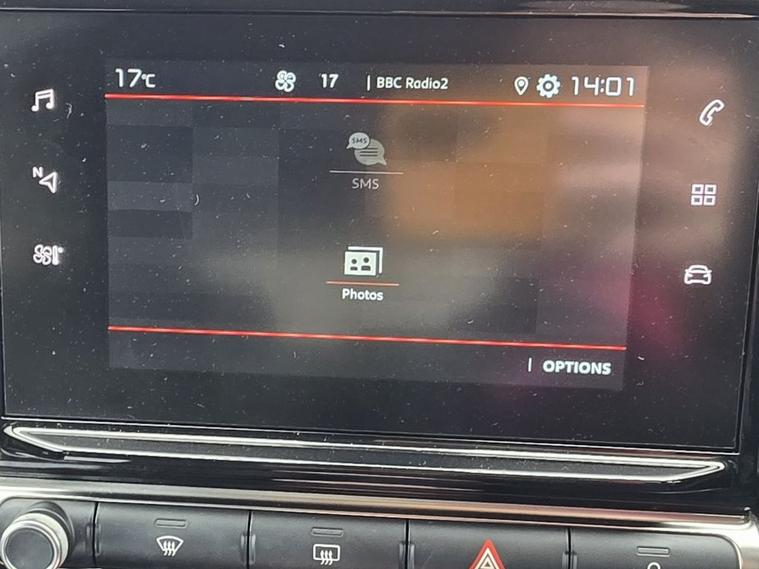 17°C 17 | BBC Radio2 14:01
N
SMS
SMS
Photos
| OPTIONS